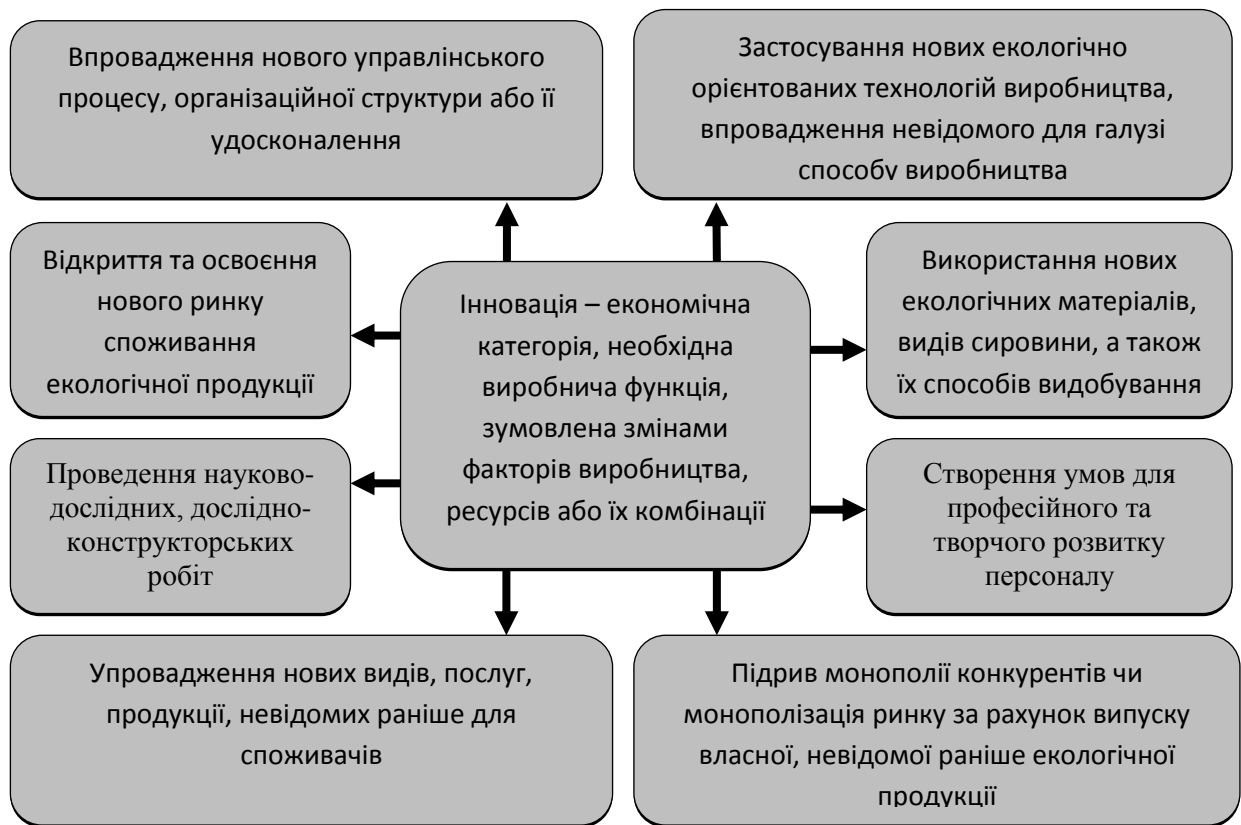 Впровадження нового управлінського
процесу, організаційної структури або її
удосконалення
Застосування нових екологічно
орієнтованих технологій виробництва,
впровадження невідомого для галузі
способу виробництва
Відкриття та освоєння
нового ринку
споживання
екологічної продукції
Інновація – економічна
категорія, необхідна
виробнича функція,
зумовлена змінами
факторів виробництва,
ресурсів або їх комбінації
Використання нових
екологічних матеріалів,
видів сировини, а також
їх способів видобування
Проведення науково-
дослідних, дослідно-
конструкторських
робіт
Створення умов для
професійного та
творчого розвитку
персоналу
Упровадження нових видів, послуг,
продукції, невідомих раніше для
споживачів
Підрив монополії конкурентів чи
монополізація ринку за рахунок випуску
власної, невідомої раніше екологічної
продукції